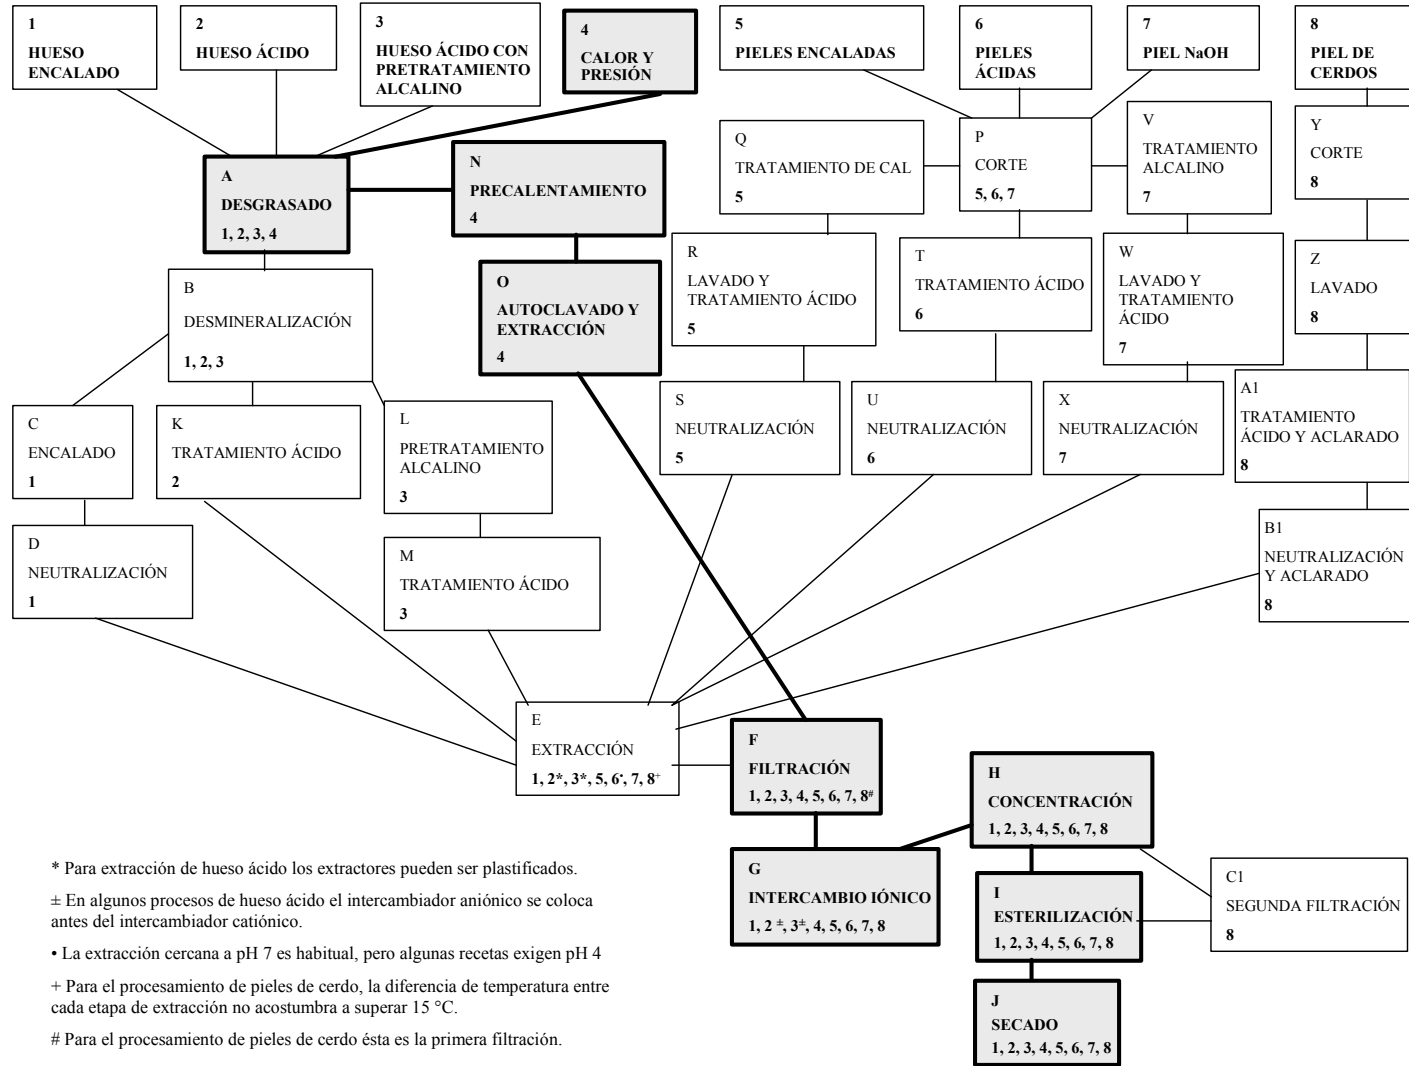 1
HUESO
ENCALADO
2
HUESO ÁCIDO
3
HUESO ÁCIDO CON
PRETRATAMIENTO
ALCALINO
4
CALOR Y
PRESIÓN
5
PIELES ENCALADAS
6
PIELES
ÁCIDAS
7
PIEL NaOH
8
PIEL DE
CERDOS
A
DESGRASADO
1, 2, 3, 4
N
PRECALENTAMIENTO
4
Q
TRATAMIENTO DE CAL
5
P
CORTE
5, 6, 7
V
TRATAMIENTO
ALCALINO
7
Y
CORTE
8
B
DESMINERALIZACIÓN
1, 2, 3
O
AUTOCLAVADO Y
EXTRACCIÓN
4
R
LAVADO Y
TRATAMIENTO ÁCIDO
5
T
TRATAMIENTO ÁCIDO
6
W
LAVADO Y
TRATAMIENTO
ÁCIDO
7
Z
LAVADO
8
C
ENCALADO
1
K
TRATAMIENTO ÁCIDO
2
L
PRETRATAMIENTO
ALCALINO
3
S
NEUTRALIZACIÓN
5
U
NEUTRALIZACIÓN
6
X
NEUTRALIZACIÓN
7
A1
TRATAMIENTO
ÁCIDO Y ACLARADO
8
D
NEUTRALIZACIÓN
1
M
TRATAMIENTO ÁCIDO
3
B1
NEUTRALIZACIÓN
Y ACLARADO
8
E
EXTRACCIÓN
1, 2*, 3*, 5, 6•, 7, 8+
F
FILTRACIÓN
1, 2, 3, 4, 5, 6, 7, 8#
H
CONCENTRACIÓN
1, 2, 3, 4, 5, 6, 7, 8
G
INTERCAMBIO IÓNICO
1, 2 ±, 3±, 4, 5, 6, 7, 8
I
ESTERILIZACIÓN
1, 2, 3, 4, 5, 6, 7, 8
C1
SEGUNDA FILTRACIÓN
8
J
SECADO
1, 2, 3, 4, 5, 6, 7, 8
* Para extracción de hueso ácido los extractores pueden ser plastificados.
± En algunos procesos de hueso ácido el intercambiador aniónico se coloca
antes del intercambiador catiónico.
• La extracción cercana a pH 7 es habitual, pero algunas recetas exigen pH 4
+ Para el procesamiento de pieles de cerdo, la diferencia de temperatura entre
cada etapa de extracción no acostumbra a superar 15 °C.
# Para el procesamiento de pieles de cerdo ésta es la primera filtración.